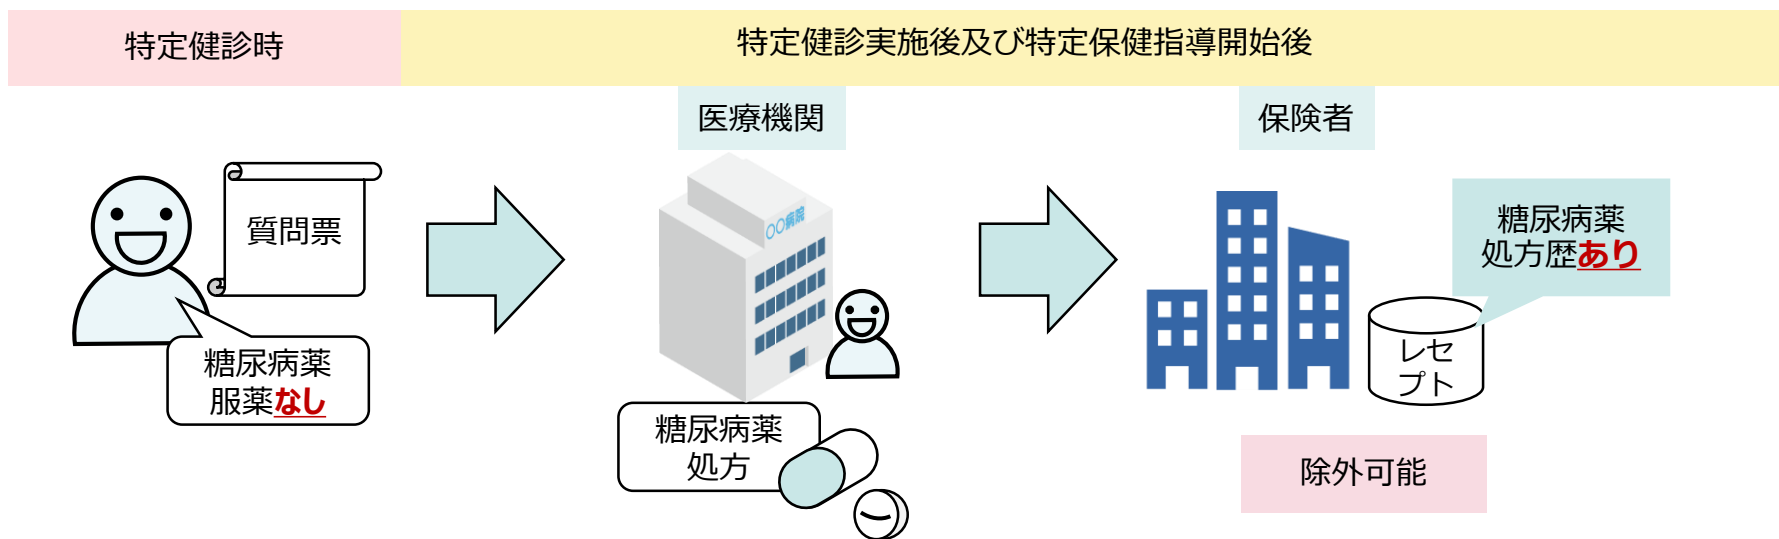 特定健診時
特定健診実施後及び特定保健指導開始後
医療機関
保険者
質問票
糖尿病薬
服薬なし
〇〇病院
糖尿病薬
処方
糖尿病薬
処方歴あり
レセ
プト
除外可能